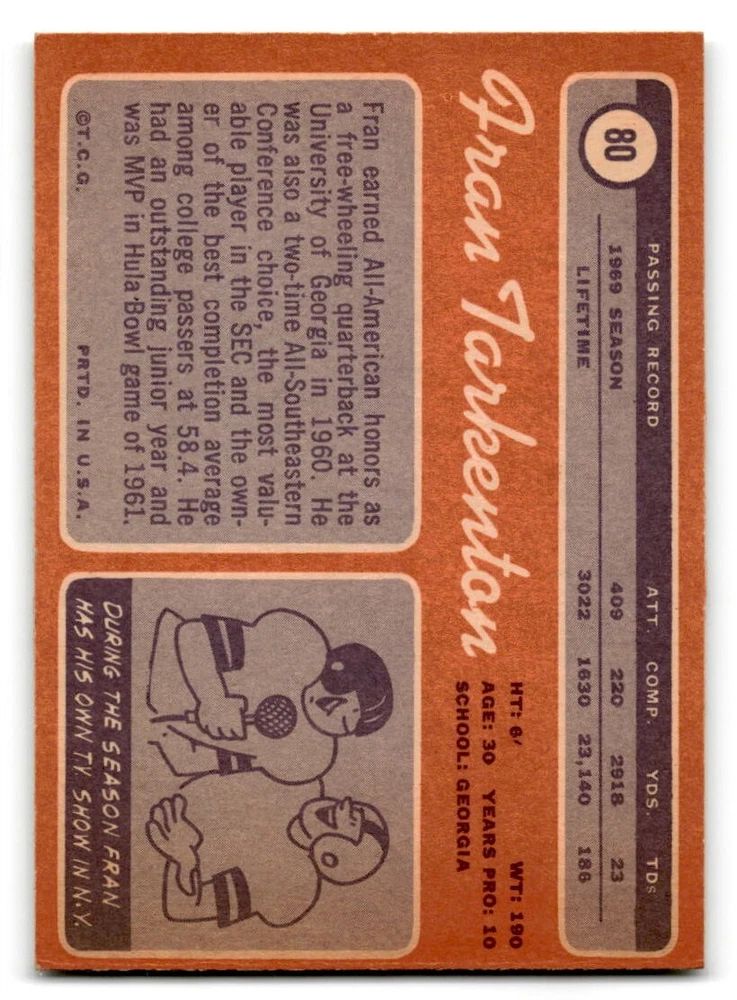 80
PASSING RECORD ATT. COMP. YDS. TDs
1969 SEASON 409 220 2918 23
LIFETIME 3022 1630 23,140 186
Fran Tarkenton
HT: 6' WT: 190
AGE: 30 YEARS PRO: 10
SCHOOL: GEORGIA
Fran earned All-American honors as
a free-wheeling quarterback at the
University of Georgia in 1960. He
was also a two-time All-Southeastern
Conference choice, the most valu-
able player in the SEC and the own-
er of the best completion average
among college passers at 58.4. He
had an outstanding junior year and
was MVP in Hula Bowl game of 1961.
©T.C.G. PRTD. IN U.S.A.
DURING THE SEASON FRAN
HAS HIS OWN T.V. SHOW IN N.Y.